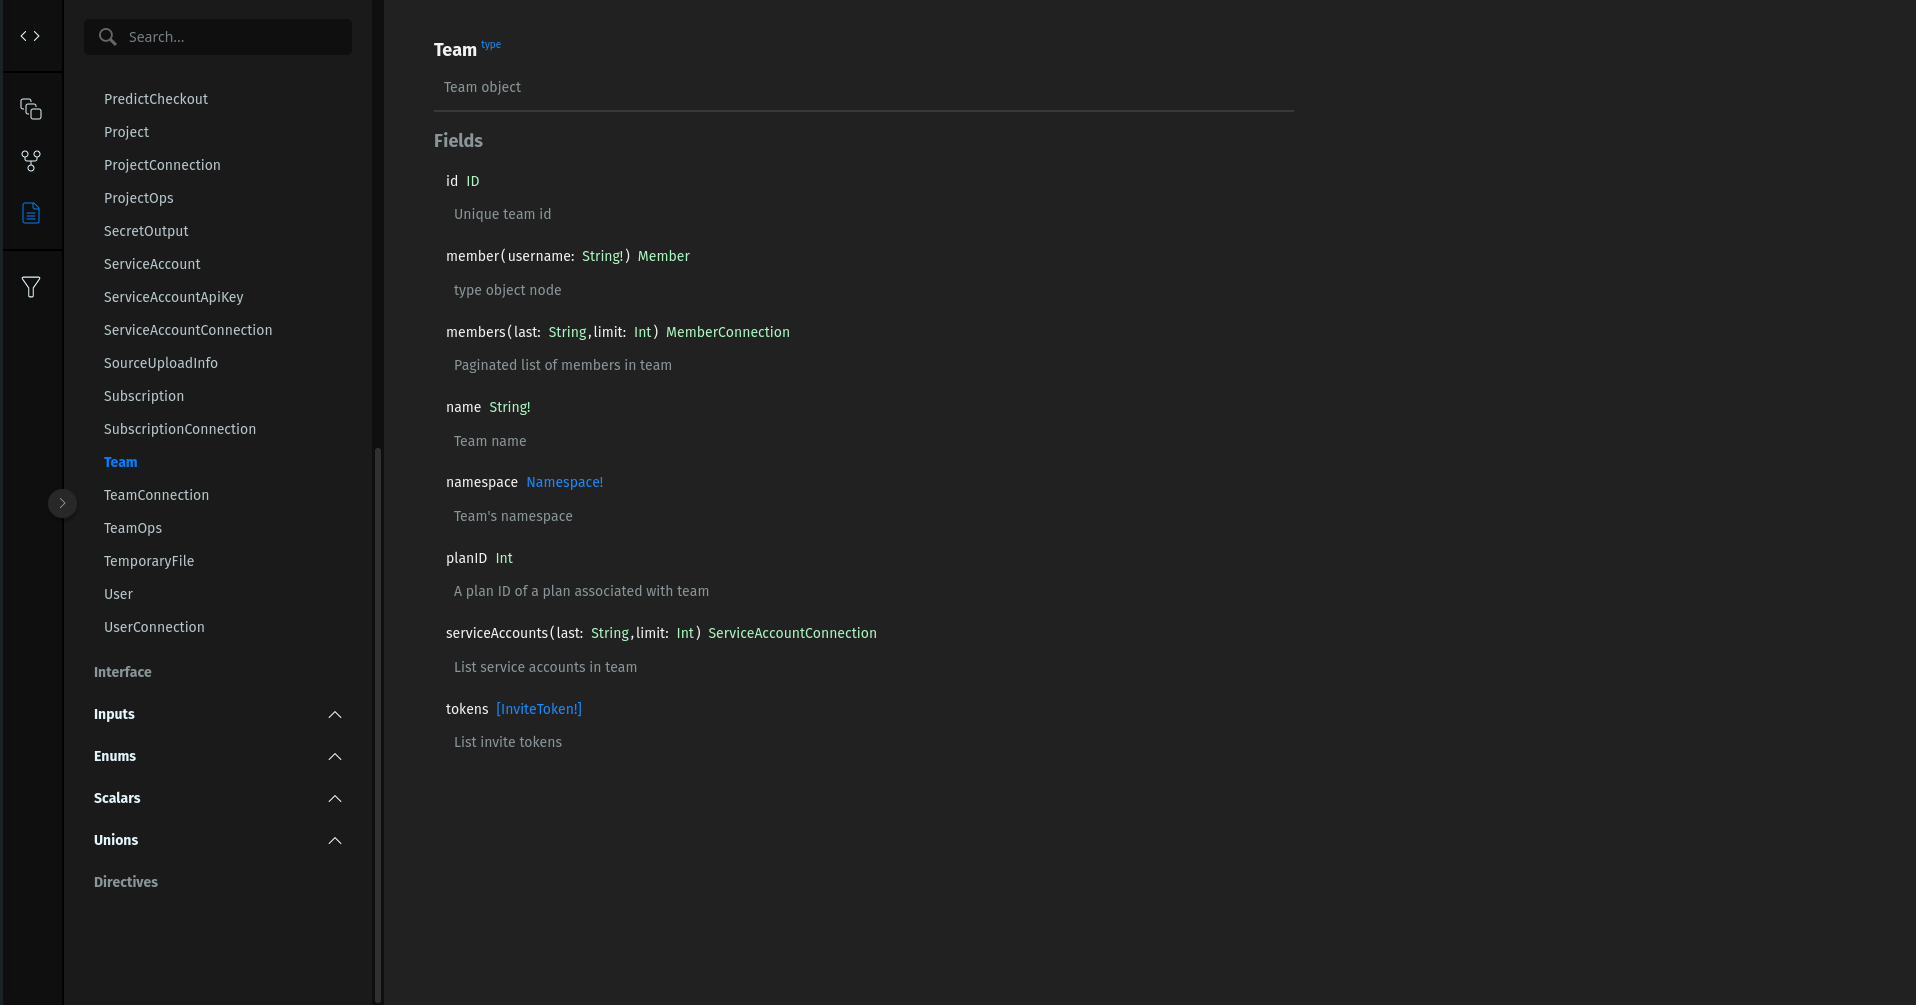 Search...
PredictCheckout
Project
ProjectConnection
ProjectOps
SecretOutput
ServiceAccount
ServiceAccountApiKey
ServiceAccountConnection
SourceUploadInfo
Subscription
SubscriptionConnection
Team
TeamConnection
TeamOps
TemporaryFile
User
UserConnection
Interface
Inputs
Enums
Scalars
Unions
Directives
Team type
Team object
Fields
id ID
Unique team id
member(username: String!) Member
type object node
members(last: String,limit: Int) MemberConnection
Paginated list of members in team
name String!
Team name
namespace Namespace!
Team's namespace
planID Int
A plan ID of a plan associated with team
serviceAccounts(last: String,limit: Int) ServiceAccountConnection
List service accounts in team
tokens [InviteToken!]
List invite tokens